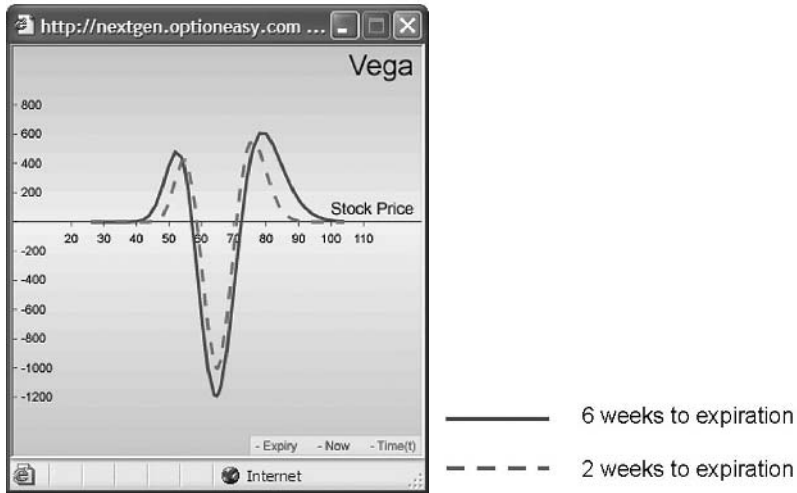 http://nextgen.optioneasy.com ...
Vega
800
600
400
200
Stock Price
20 30 40 50 60 70 80 90 100 110
-200
-400
-600
-800
-1000
-1200
- Expiry - Now - Time(t)
Internet
6 weeks to expiration
2 weeks to expiration